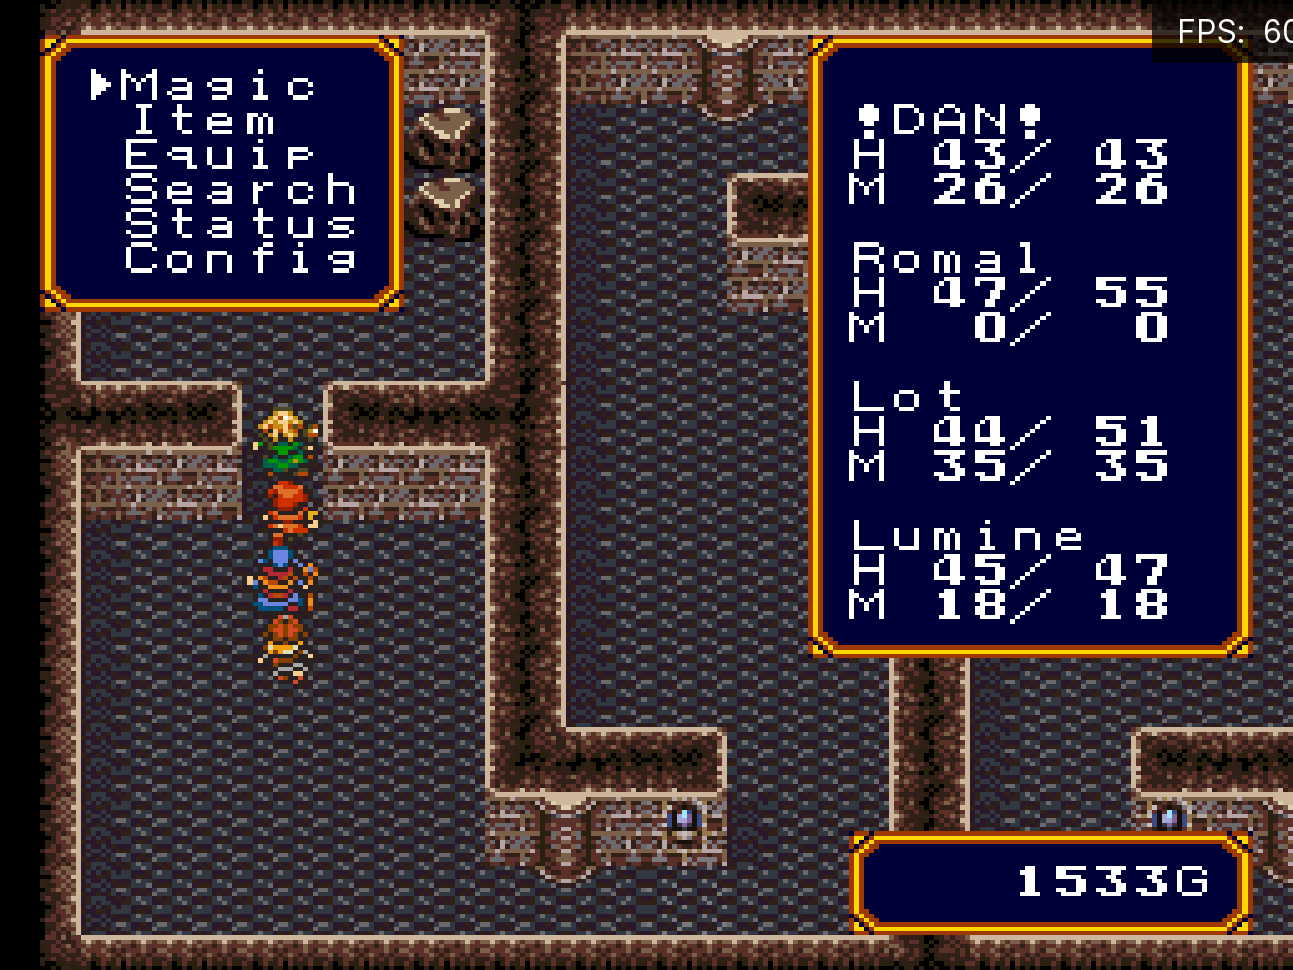 FPS: 60
Magic
Item
Equip
Search
Status
Config
!DAN!
H 43/ 43
M 26/ 26
Romal
H 47/ 55
M 0/ 0
Lot
H 44/ 51
M 35/ 35
Lumine
H 45/ 47
M 18/ 18
1533G